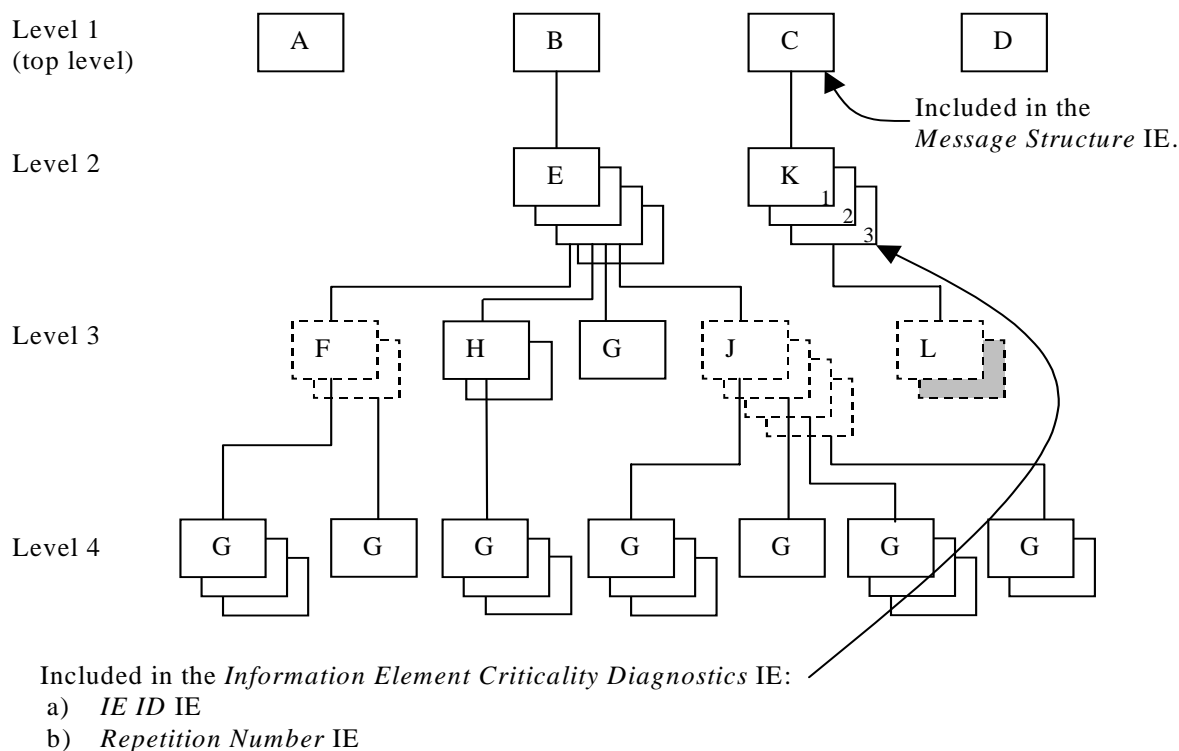 Level 1
(top level)
A
B
C
D
Included in the
Message Structure IE.
Level 2
E
K
1
2
3
Level 3
F
H
G
J
L
Level 4
G
G
G
G
G
G
G
Included in the Information Element Criticality Diagnostics IE:
a) IE ID IE
b) Repetition Number IE